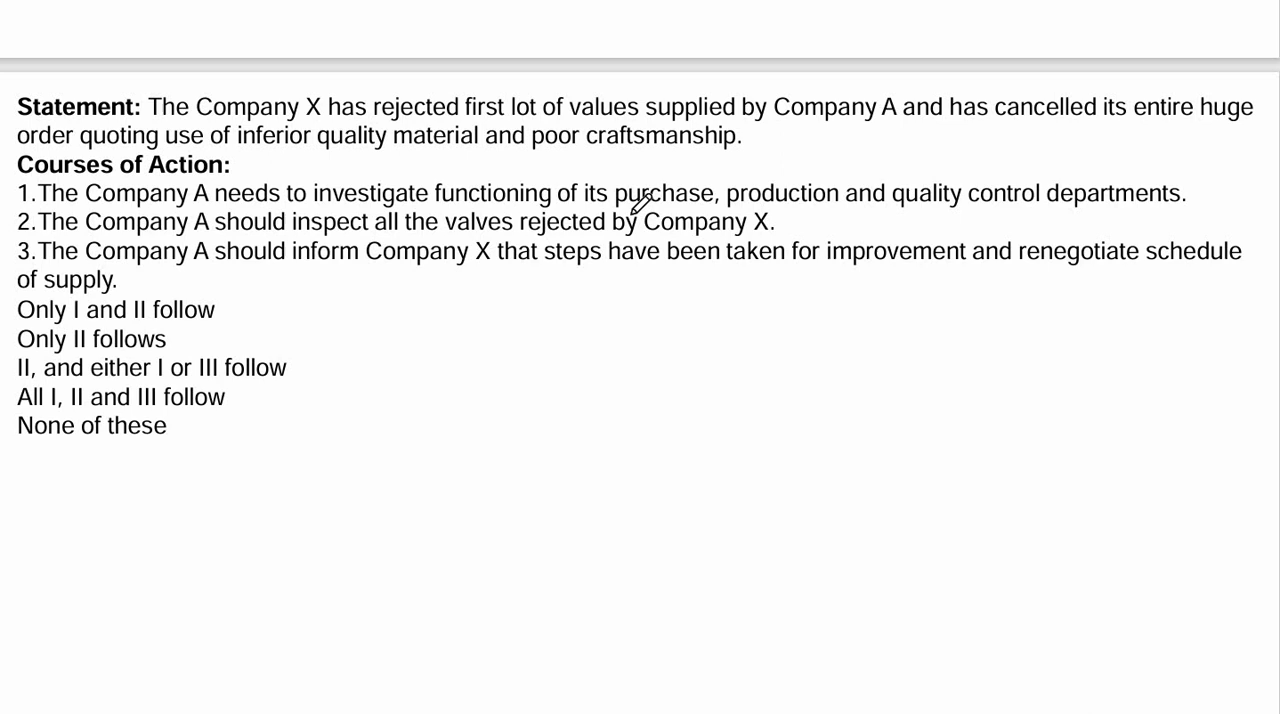 Statement: The Company X has rejected first lot of values supplied by Company A and has cancelled its entire huge
order quoting use of inferior quality material and poor craftsmanship.
Courses of Action:
1.The Company A needs to investigate functioning of its purchase, production and quality control departments.
2.The Company A should inspect all the valves rejected by Company X.
3.The Company A should inform Company X that steps have been taken for improvement and renegotiate schedule
of supply.
Only I and II follow
Only II follows
II, and either I or III follow
All I, II and III follow
None of these